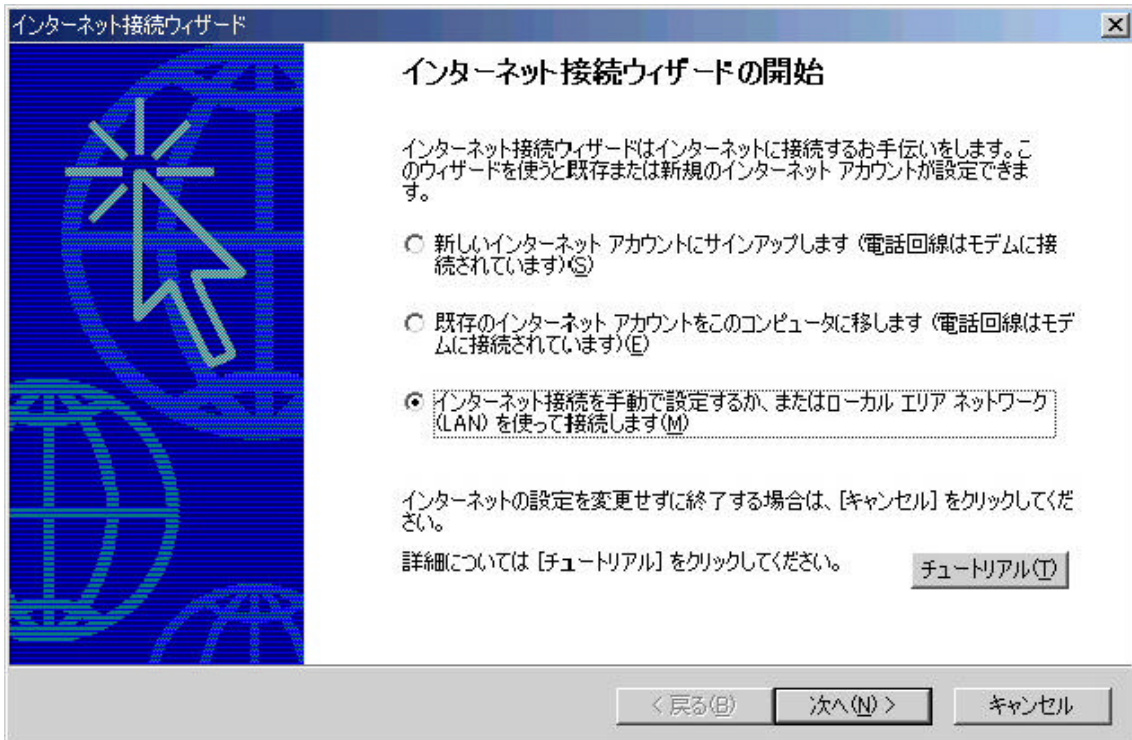 インターネット接続ウィザード
インターネット接続ウィザードの開始
インターネット接続ウィザードはインターネットに接続するお手伝いをします。こ
のウィザードを使うと既存または新規のインターネット アカウントが設定できま
す。
新しいインターネット アカウントにサインアップします (電話回線はモデムに接
続されています)(S)
既存のインターネット アカウントをこのコンピュータに移します (電話回線はモデ
ムに接続されています)(E)
インターネット接続を手動で設定するか、またはローカル エリア ネットワーク
(LAN) を使って接続します(M)
インターネットの設定を変更せずに終了する場合は、[キャンセル] をクリックしてくだ
さい。
詳細については [チュートリアル] をクリックしてください。
チュートリアル(T)
< 戻る(B)
次へ(N) >
キャンセル